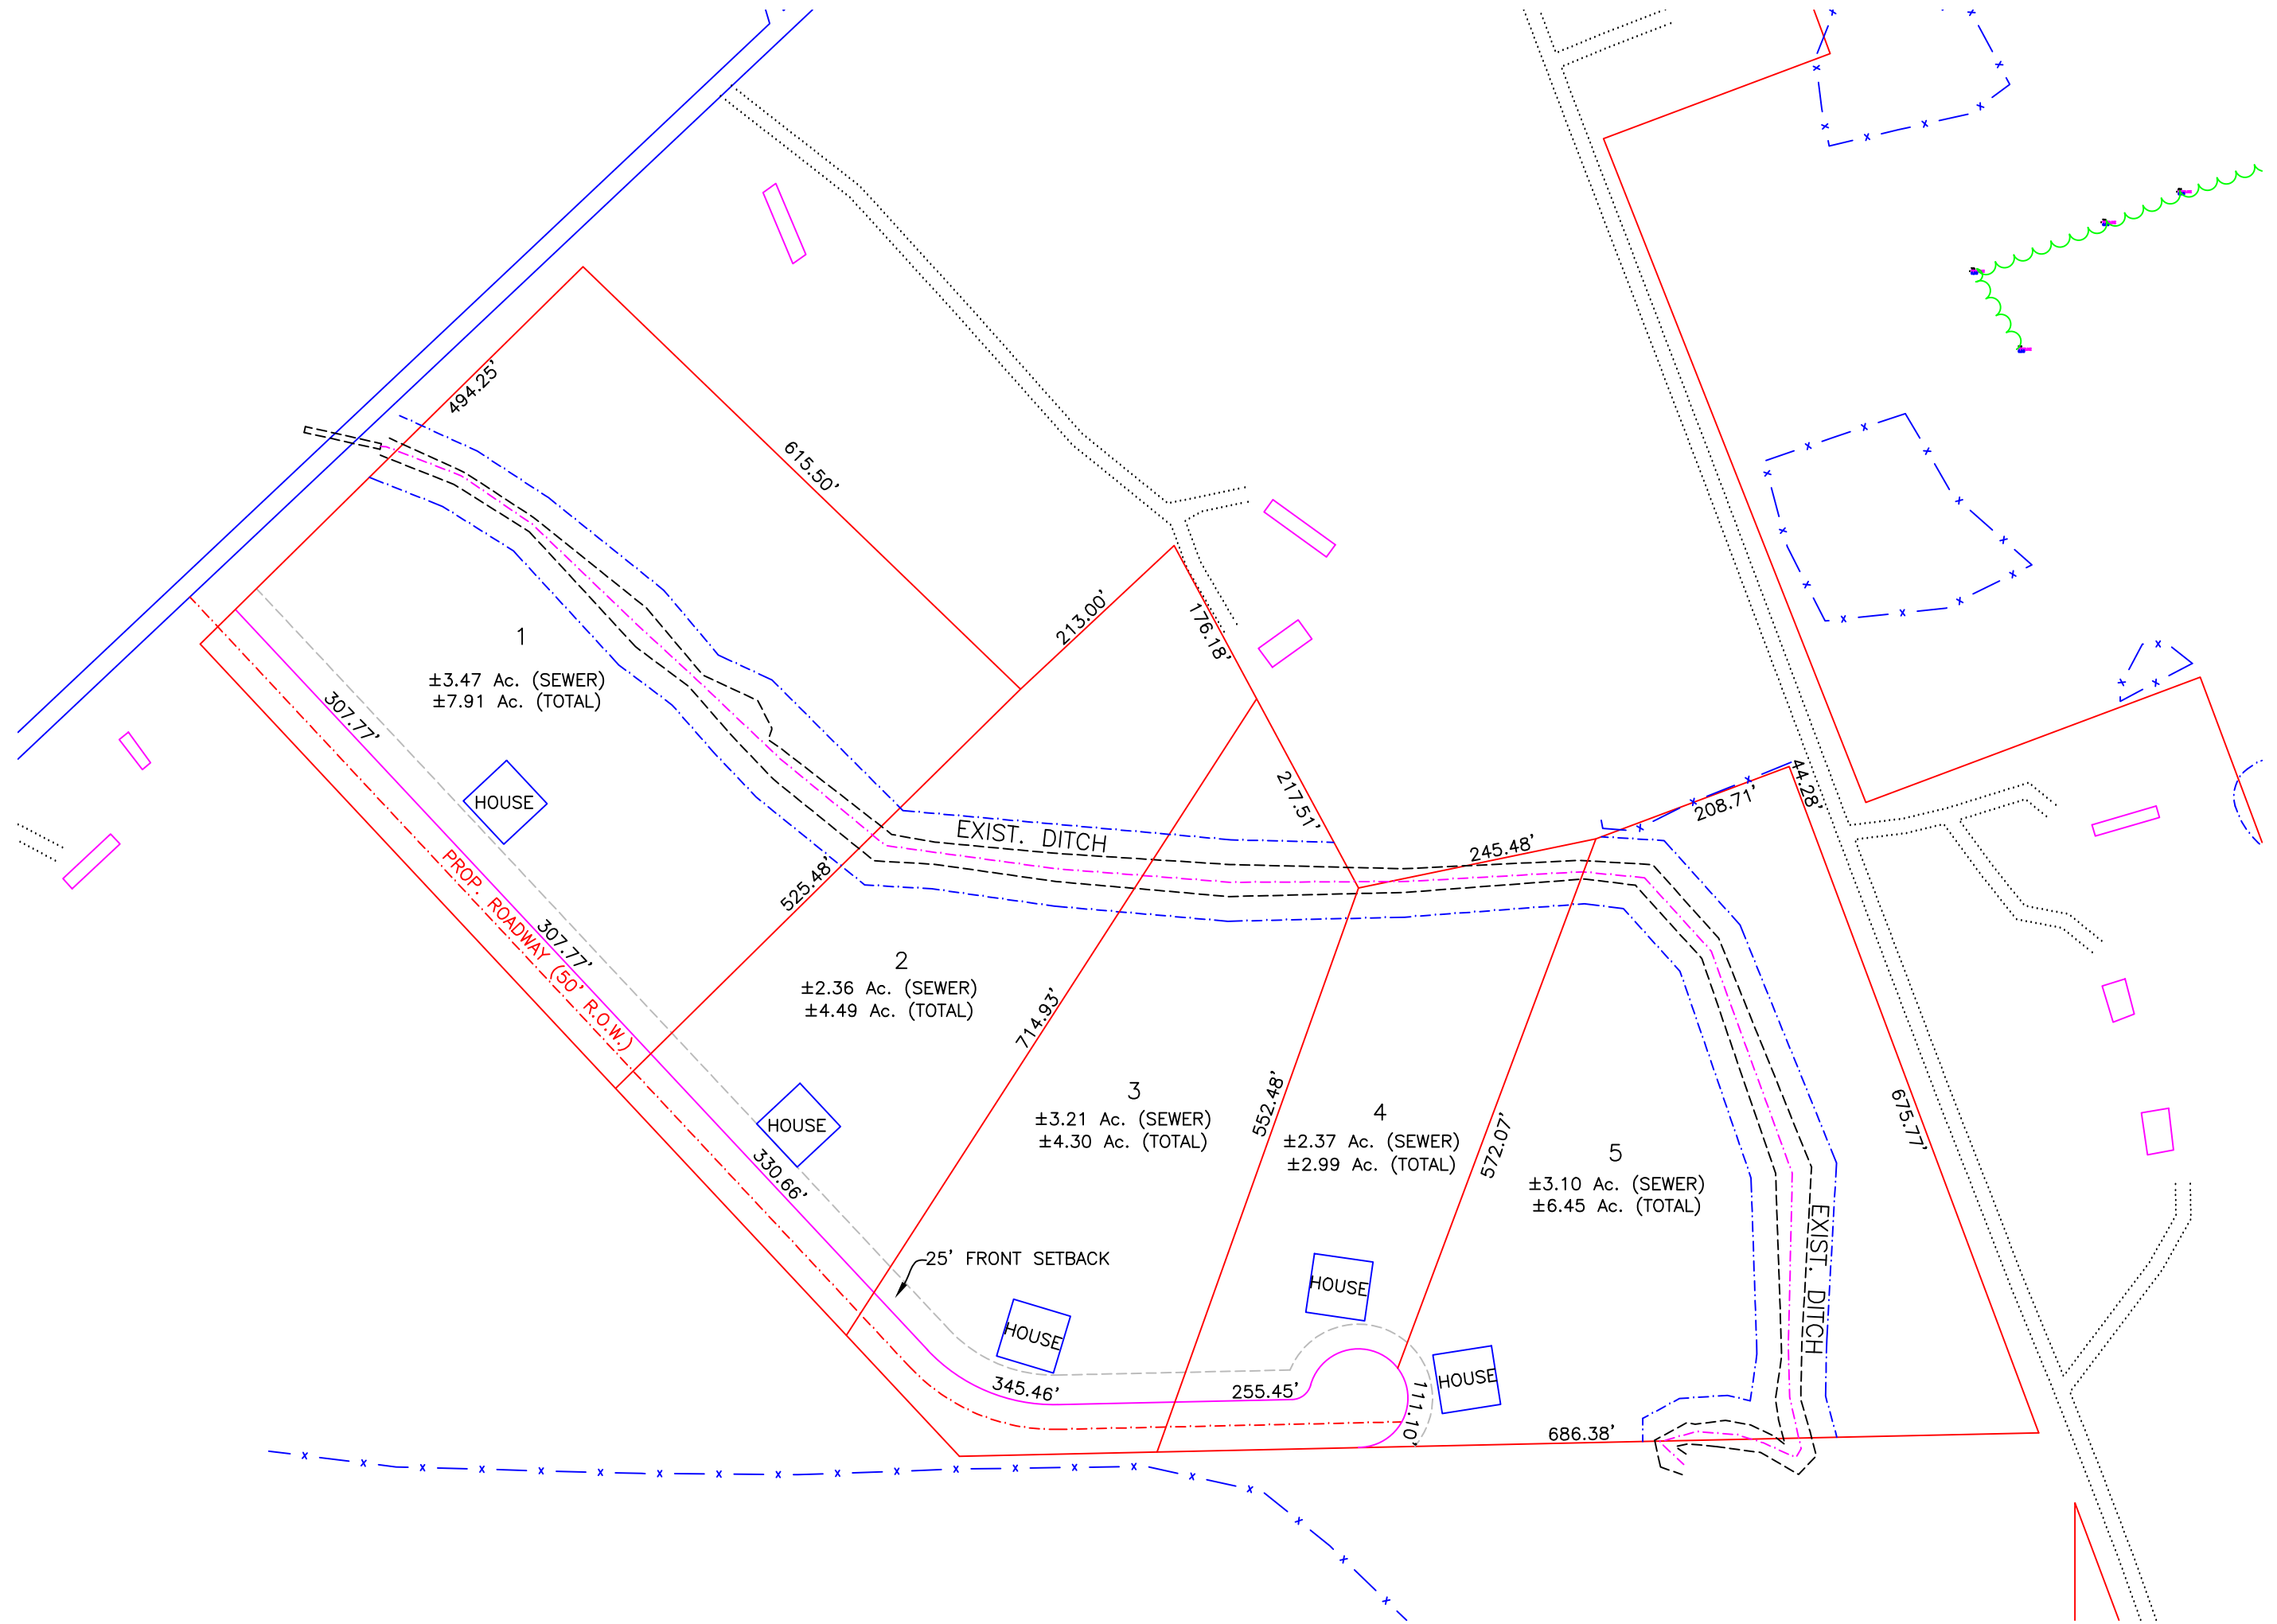 494.25'
615.50'
213.00'
176.18'
1
±3.47 Ac. (SEWER)
±7.91 Ac. (TOTAL)
307.77'
HOUSE
217.51'
44.28'
208.71'
EXIST. DITCH
245.48'
525.48'
PROP. ROADWAY (50' R.O.W.)
307.77'
2
±2.36 Ac. (SEWER)
±4.49 Ac. (TOTAL)
714.93'
3
±3.21 Ac. (SEWER)
±4.30 Ac. (TOTAL)
552.48'
4
±2.37 Ac. (SEWER)
±2.99 Ac. (TOTAL)
572.07'
5
±3.10 Ac. (SEWER)
±6.45 Ac. (TOTAL)
675.77'
HOUSE
330.66'
25' FRONT SETBACK
EXIST. DITCH
HOUSE
HOUSE
HOUSE
345.46'
255.45'
111.10'
686.38'